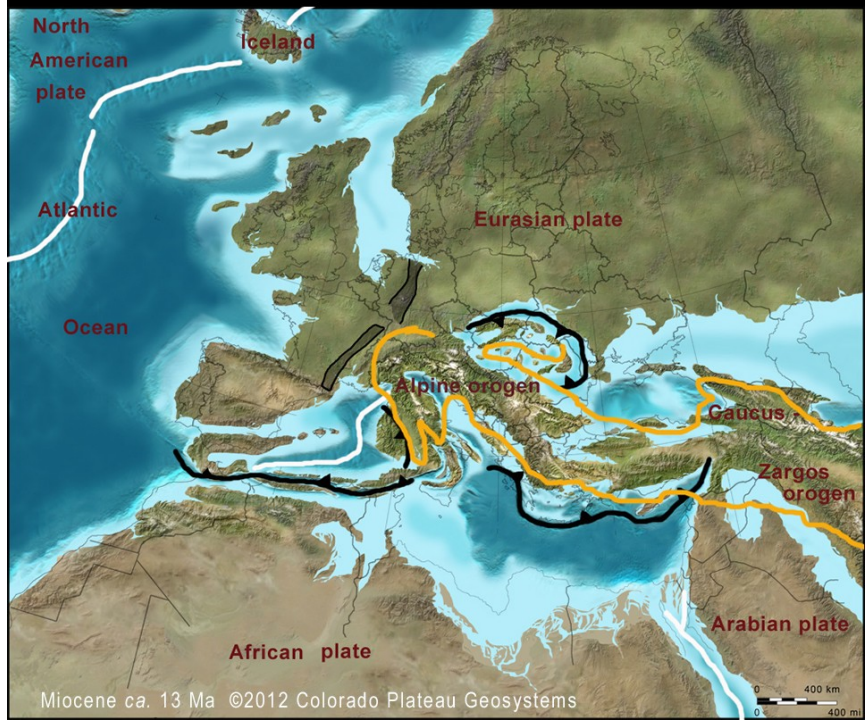 North
American
plate
Iceland
Atlantic
Eurasian plate
Ocean
Alpine orogen
Caucus -
Zargos
orogen
Arabian plate
African plate
Miocene ca. 13 Ma ©2012 Colorado Plateau Geosystems
0 400 km
0 400 mi